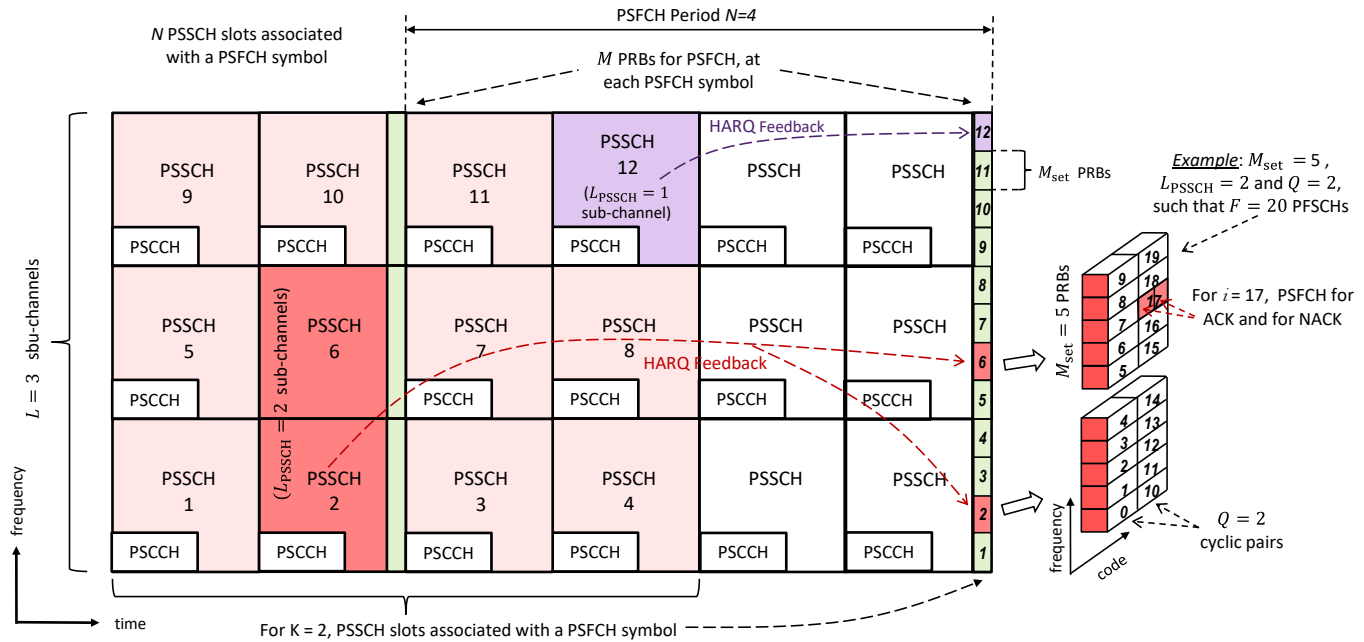 PSFCH Period N=4
N PSSCH slots associated
with a PSFCH symbol
M PRBs for PSFCH, at
each PSFCH symbol
L = 3 sbu-channels
PSSCH
9
PSCCH
PSSCH
10
PSCCH
PSSCH
11
PSCCH
PSSCH
12
(L_PSSCH = 1
sub-channel)
PSCCH
HARQ Feedback
PSSCH
PSCCH
PSSCH
PSCCH
PSSCH
5
PSCCH
PSSCH
6
(L_PSSCH = 2 sub-channels)
PSSCH
7
PSCCH
PSSCH
8
PSCCH
HARQ Feedback
PSSCH
PSCCH
PSSCH
PSCCH
PSSCH
1
PSCCH
PSSCH
2
PSCCH
PSSCH
3
PSCCH
PSSCH
4
PSCCH
PSSCH
PSCCH
PSSCH
PSCCH
12
11
10
9
8
7
6
5
4
3
2
1
M_set PRBs
Example: M_set = 5 ,
L_PSSCH = 2 and Q = 2,
such that F = 20 PFSCHs
M_set = 5 PRBs
9
8
7
6
5
19
18
17
16
15
For i = 17, PSFCH for
ACK and for NACK
4
3
2
1
0
14
13
12
11
10
Q = 2
cyclic pairs
frequency
code
frequency
time
For K = 2, PSSCH slots associated with a PSFCH symbol